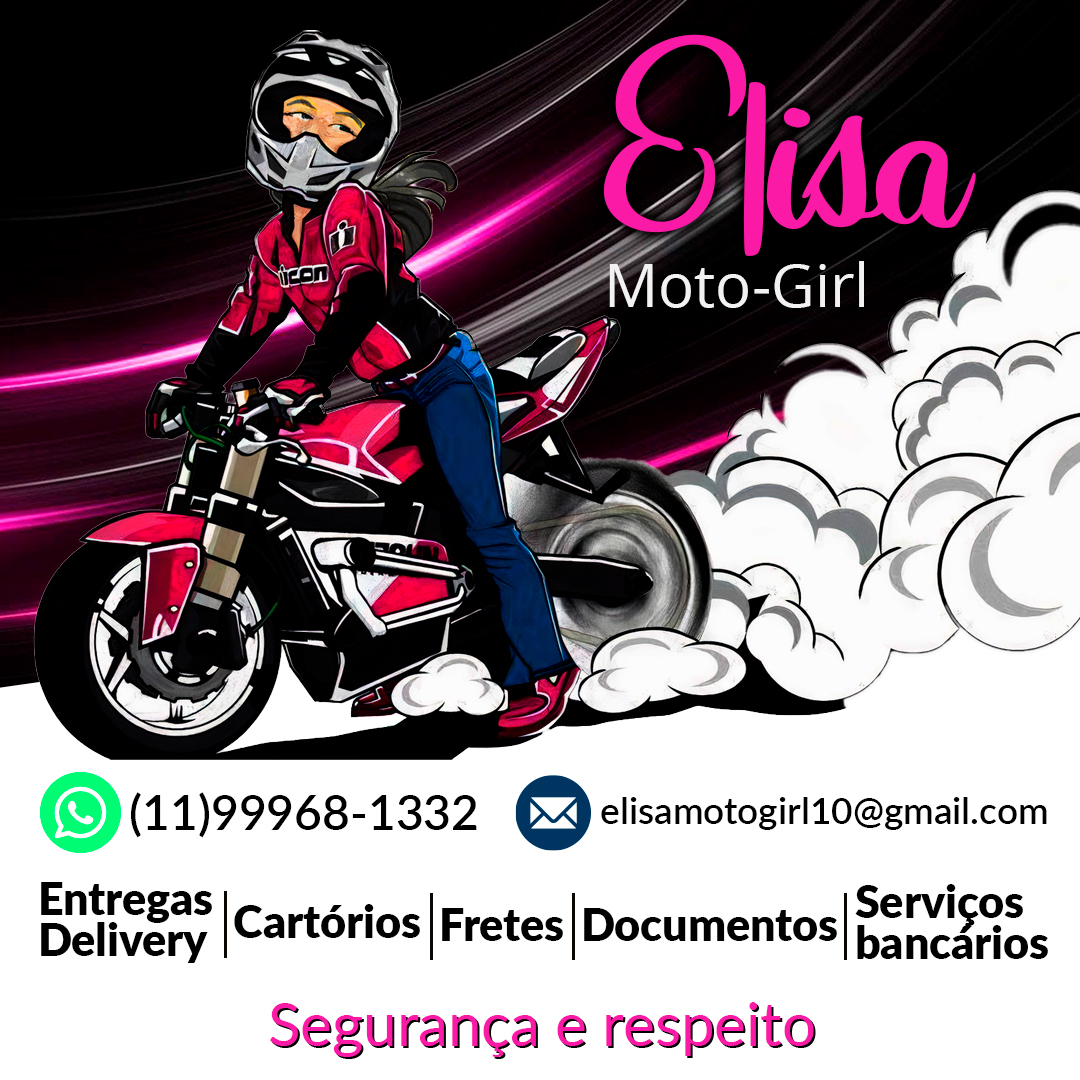 Elisa
Moto-Girl
icon
i
(11)99968-1332
elisamotogirl10@gmail.com
Entregas
Delivery
Cartórios
Fretes
Documentos
Serviços
bancários
Segurança e respeito